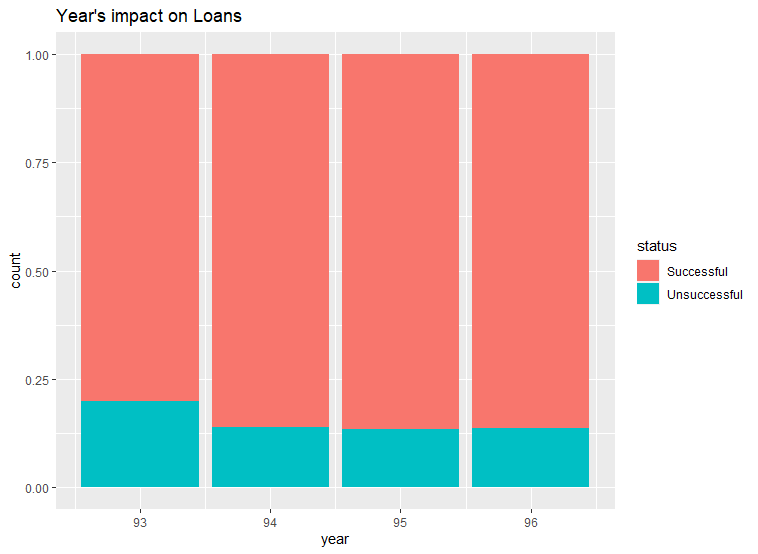 Year's impact on Loans
1.00
0.75
0.50
0.25
0.00
count
93 94 95 96
year
status
Successful
Unsuccessful